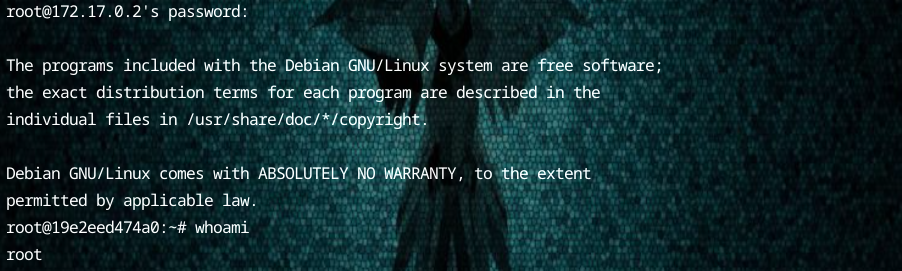 root@172.17.0.2's password:
The programs included with the Debian GNU/Linux system are free software;
the exact distribution terms for each program are described in the
individual files in /usr/share/doc/*/copyright.
Debian GNU/Linux comes with ABSOLUTELY NO WARRANTY, to the extent
permitted by applicable law.
root@19e2eed474a0:~# whoami
root